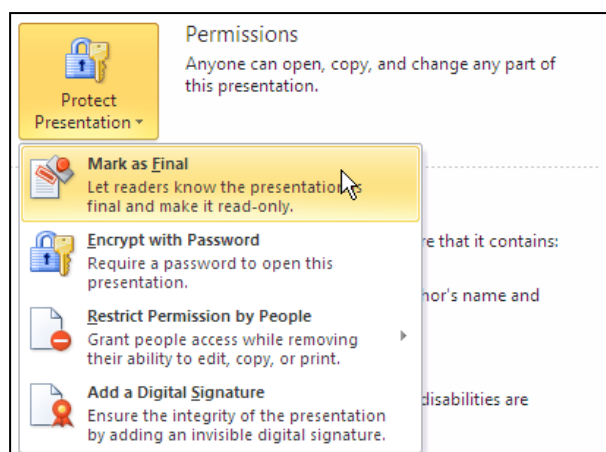 Permissions
Anyone can open, copy, and change any part of
this presentation.
Protect
Presentation
Mark as Final
Let readers know the presentation is
final and make it read-only.
Encrypt with Password
Require a password to open this
presentation.
Restrict Permission by People
Grant people access while removing
their ability to edit, copy, or print.
Add a Digital Signature
Ensure the integrity of the presentation
by adding an invisible digital signature.
re that it contains:
hor's name and
disabilities are